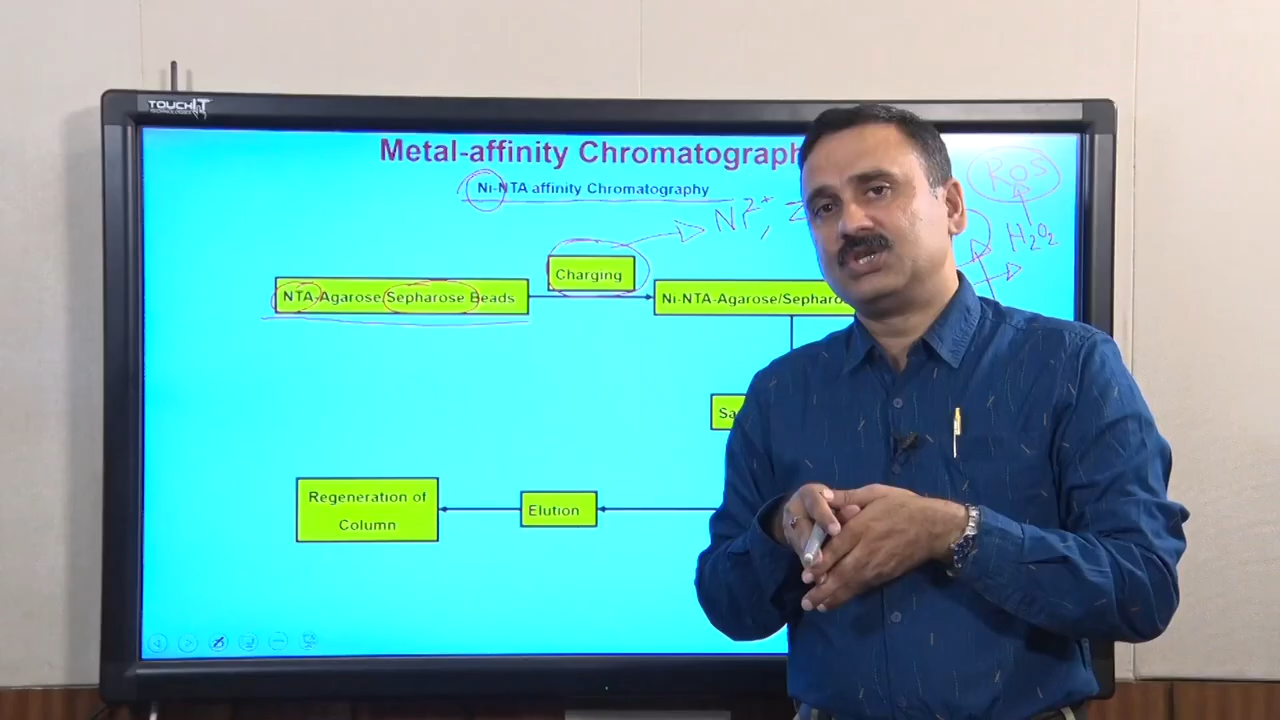 TOUCHIT
Metal-affinity Chromatograph
Ni-NTA affinity Chromatography
ROS
H₂O₂
Ni²⁺, Z
Charging
NTA-Agarose/Sepharose Beads
Ni-NTA-Agarose/Sepharo
Sa
Regeneration of
Column
Elution